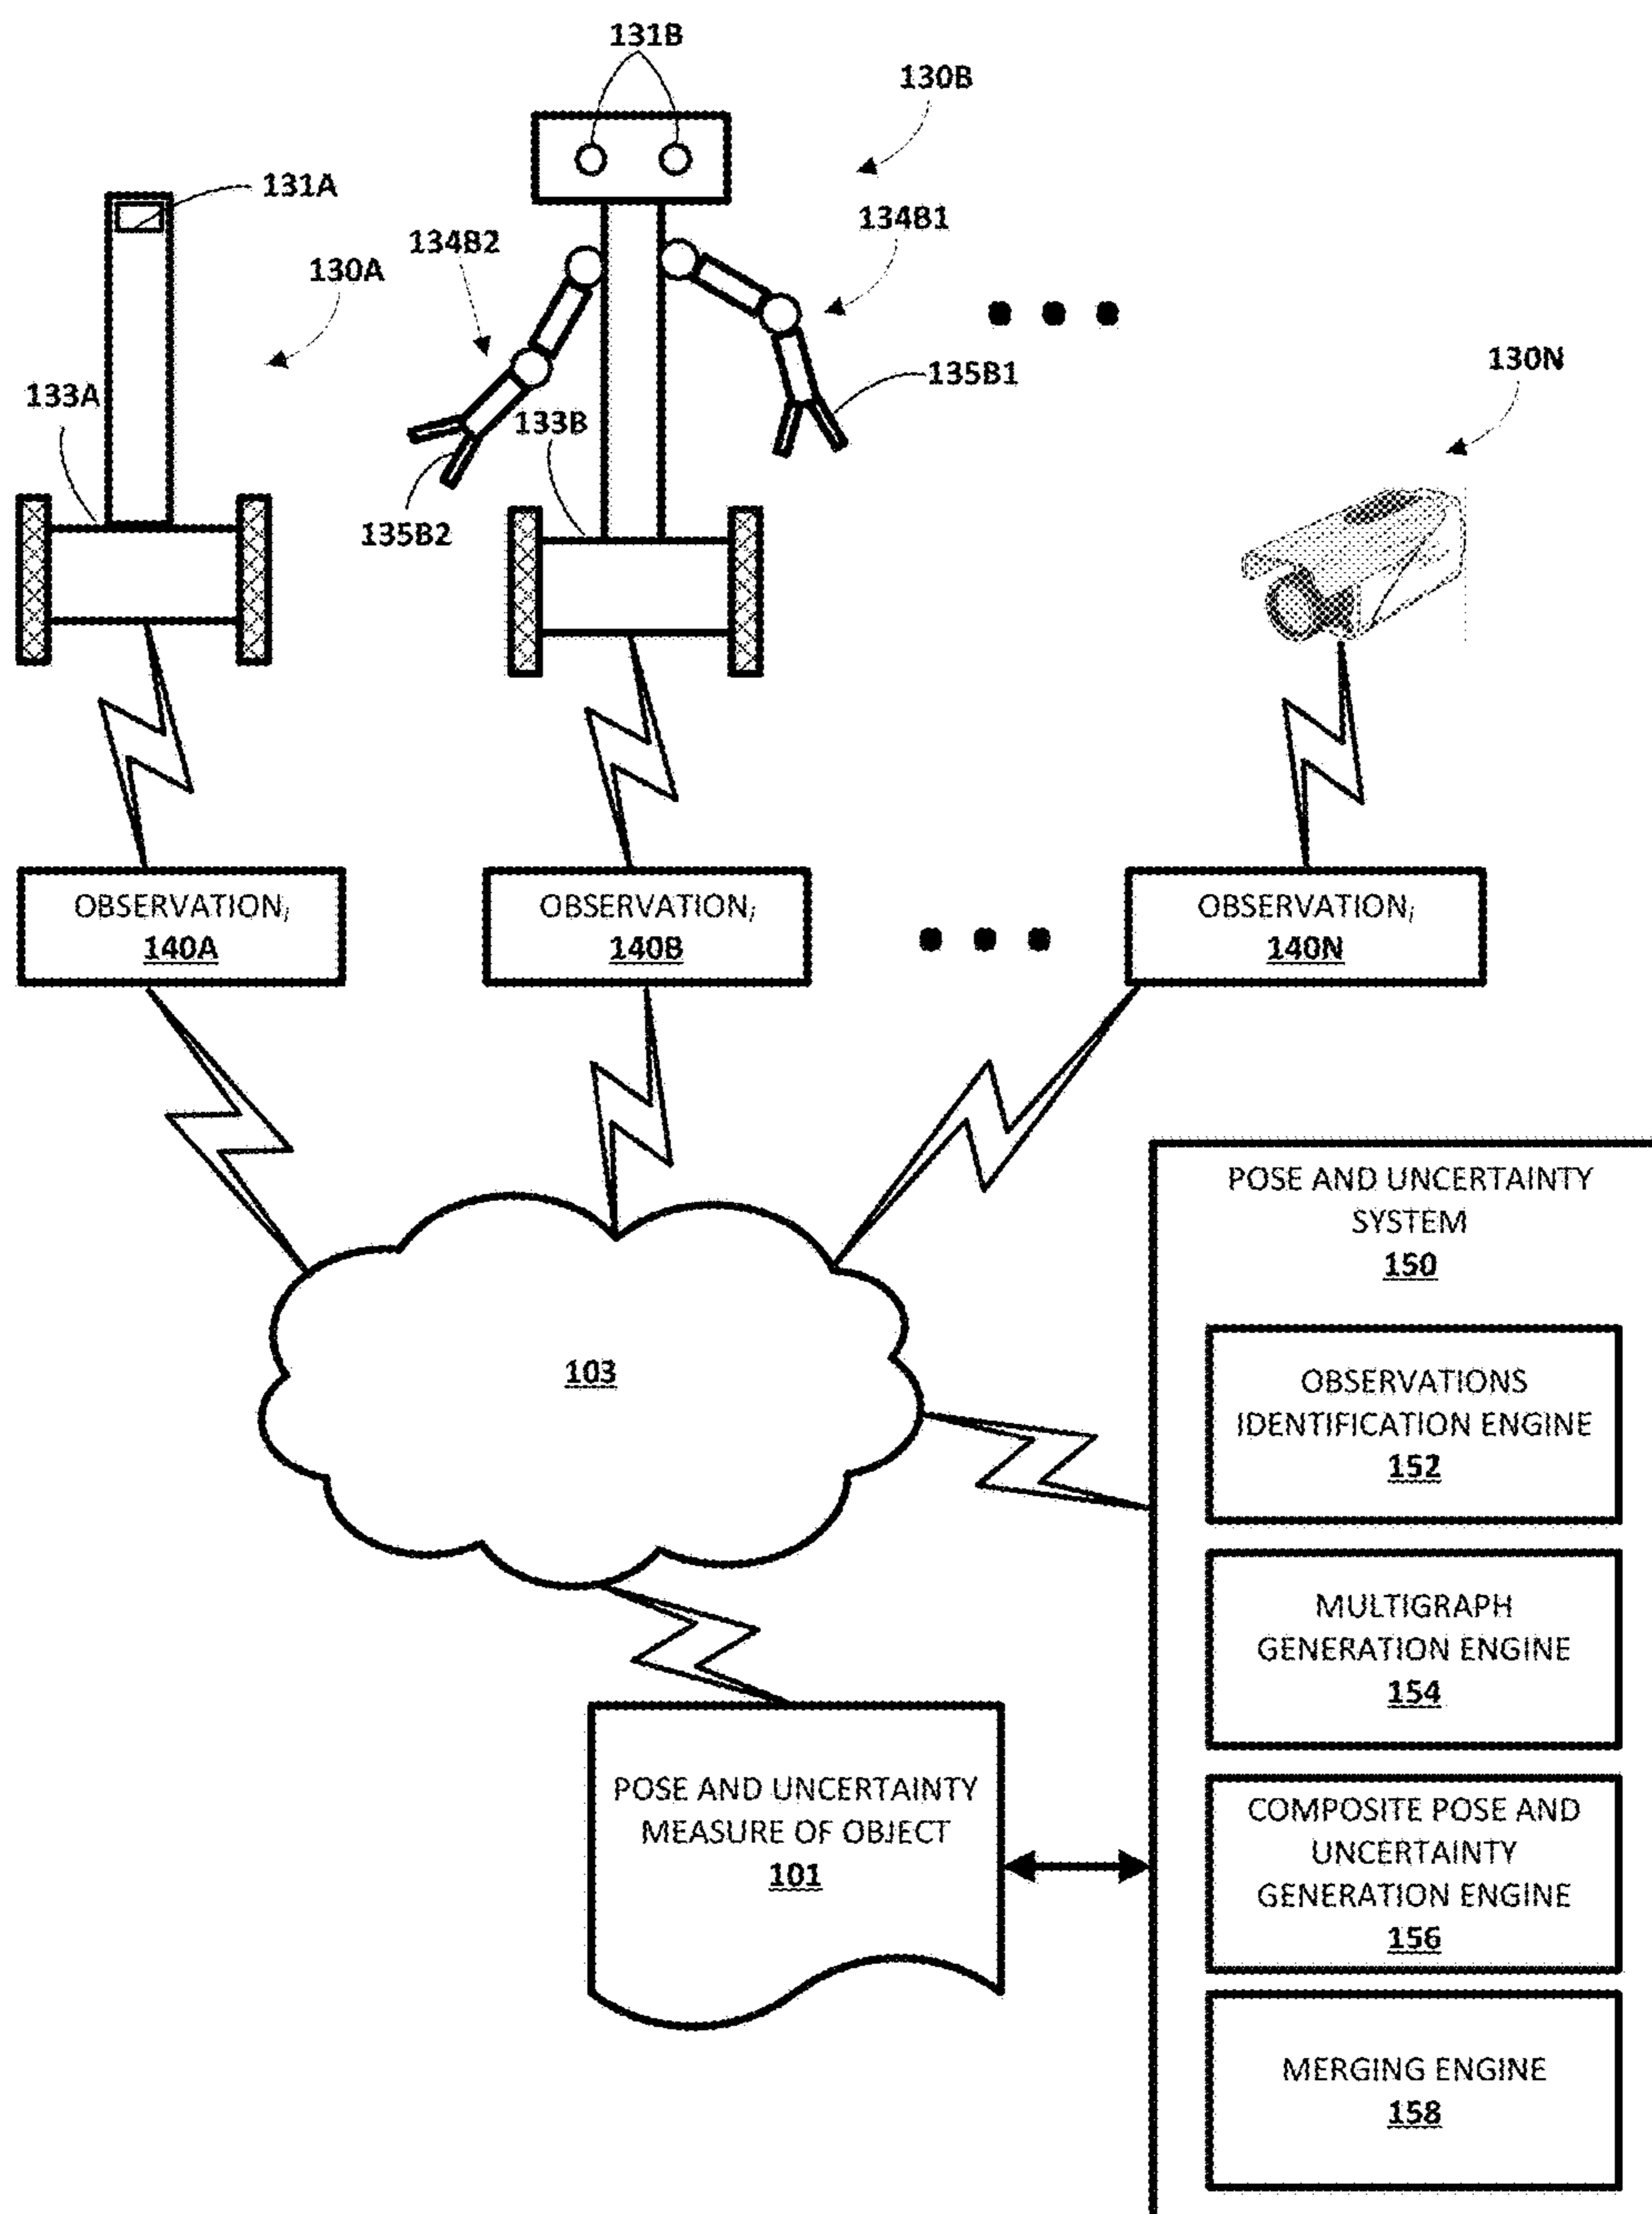 131B
130B
131A
134B2
134B1
130A
130N
133A
135B1
133B
135B2
OBSERVATIONi
140A
OBSERVATIONi
140B
OBSERVATIONi
140N
POSE AND UNCERTAINTY
SYSTEM
150
103
OBSERVATIONS
IDENTIFICATION ENGINE
152
MULTIGRAPH
GENERATION ENGINE
154
POSE AND UNCERTAINTY
MEASURE OF OBJECT
101
COMPOSITE POSE AND
UNCERTAINTY
GENERATION ENGINE
156
MERGING ENGINE
158